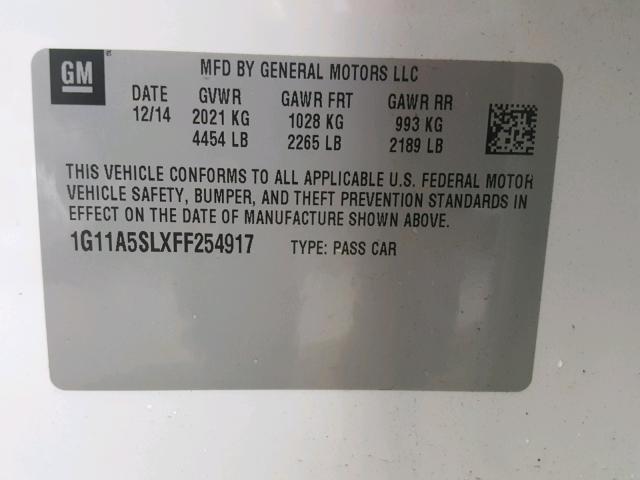 GM
MFD BY GENERAL MOTORS LLC
DATE GVWR GAWR FRT GAWR RR
12/14 2021 KG 1028 KG 993 KG
4454 LB 2265 LB 2189 LB
THIS VEHICLE CONFORMS TO ALL APPLICABLE U.S. FEDERAL MOTOR
VEHICLE SAFETY, BUMPER, AND THEFT PREVENTION STANDARDS IN
EFFECT ON THE DATE OF MANUFACTURE SHOWN ABOVE.
1G11A5SLXFF254917 TYPE: PASS CAR